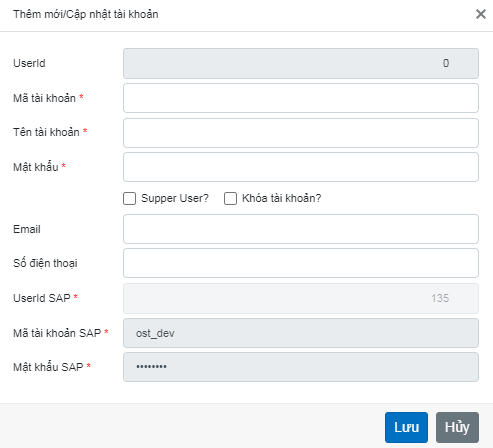 Thêm mới/Cập nhật tài khoản ×
UserId 0
Mã tài khoản *
Tên tài khoản *
Mật khẩu *
Supper User? Khóa tài khoản?
Email
Số điện thoại
UserId SAP * 135
Mã tài khoản SAP * ost_dev
Mật khẩu SAP * ••••••••
Lưu Hủy